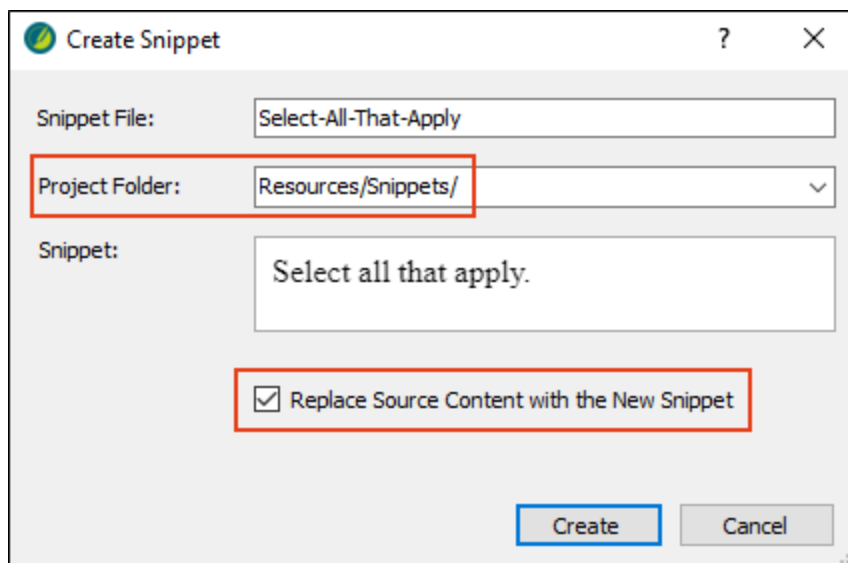 Create Snippet
Snippet File: Select-All-That-Apply
Project Folder: Resources/Snippets/
Snippet: Select all that apply.
Replace Source Content with the New Snippet
Create Cancel